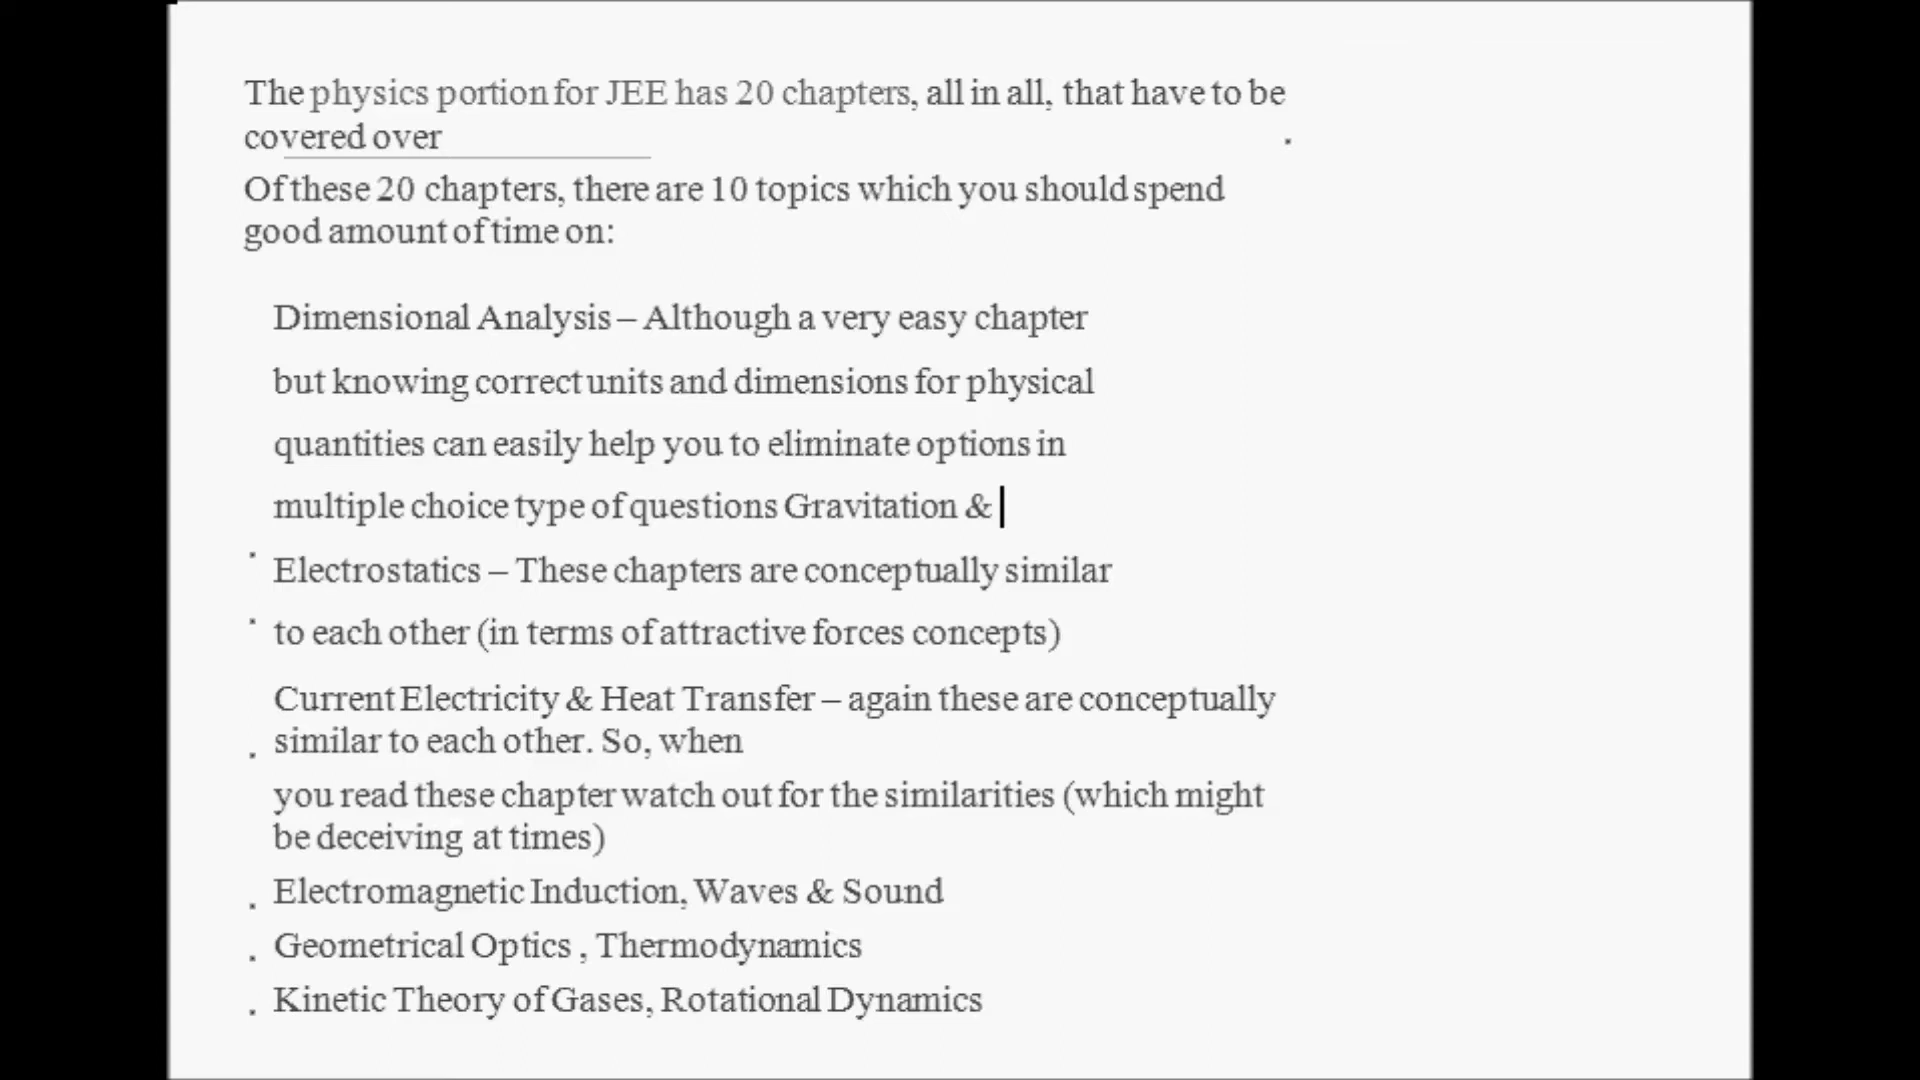 The physics portion for JEE has 20 chapters, all in all, that have to be
covered over
Of these 20 chapters, there are 10 topics which you should spend
good amount of time on:
Dimensional Analysis – Although a very easy chapter
but knowing correct units and dimensions for physical
quantities can easily help you to eliminate options in
multiple choice type of questions Gravitation &
Electrostatics – These chapters are conceptually similar
to each other (in terms of attractive forces concepts)
Current Electricity & Heat Transfer – again these are conceptually
similar to each other. So, when
you read these chapter watch out for the similarities (which might
be deceiving at times)
Electromagnetic Induction, Waves & Sound
Geometrical Optics , Thermodynamics
Kinetic Theory of Gases, Rotational Dynamics